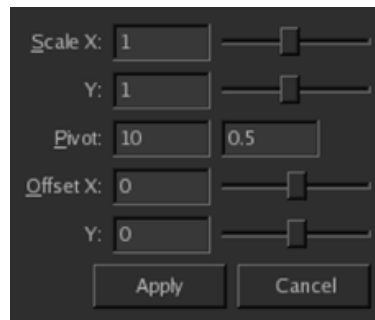 Scale X: 1
Y: 1
Pivot: 10 0.5
Offset X: 0
Y: 0
Apply Cancel